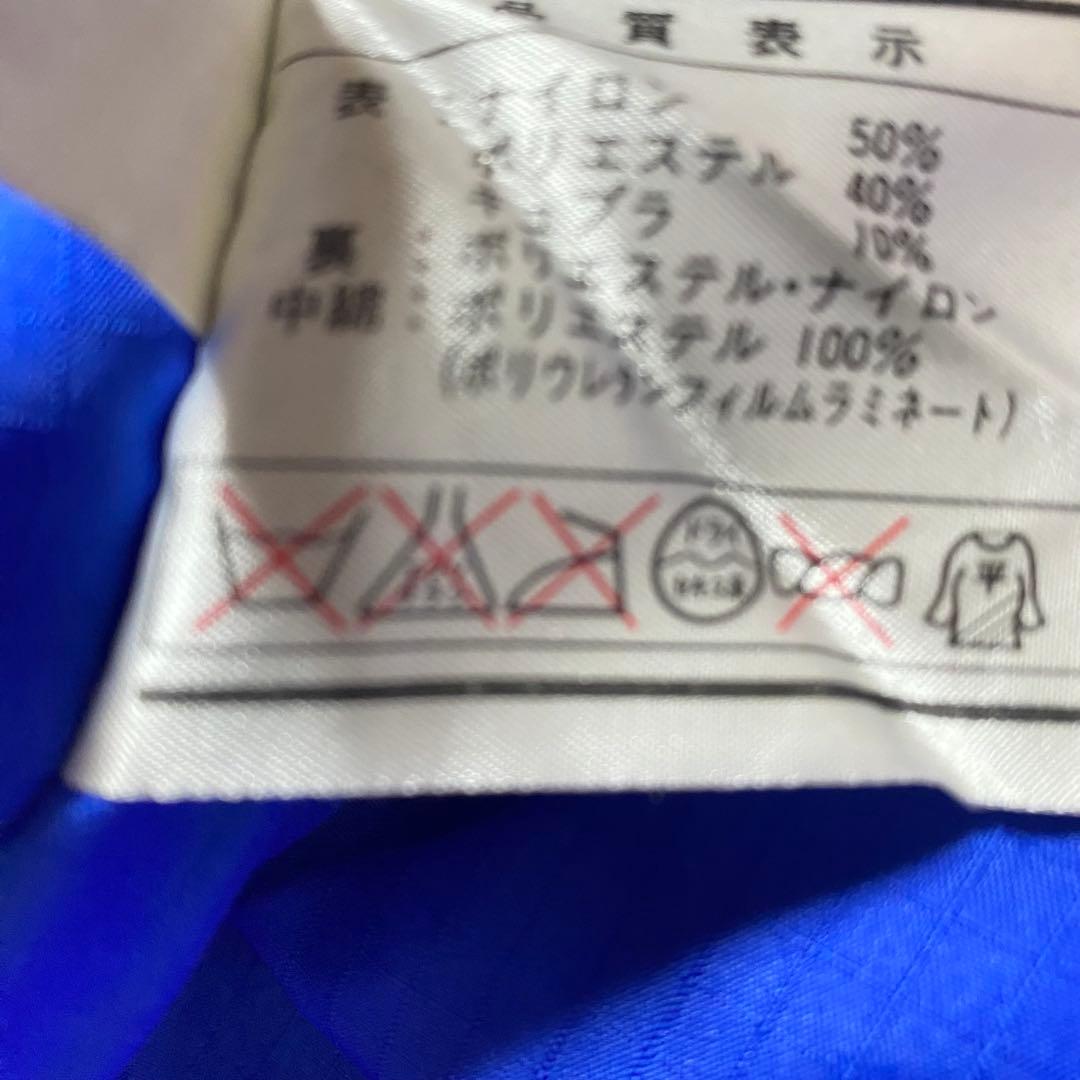 品質表示
表 : ナイロン 50%
ポリエステル 40%
キュプラ 10%
裏 : ポリエステル・ナイロン
中綿 : ポリエステル 100%
(ポリウレタンフィルムラミネート)
ドライ 平